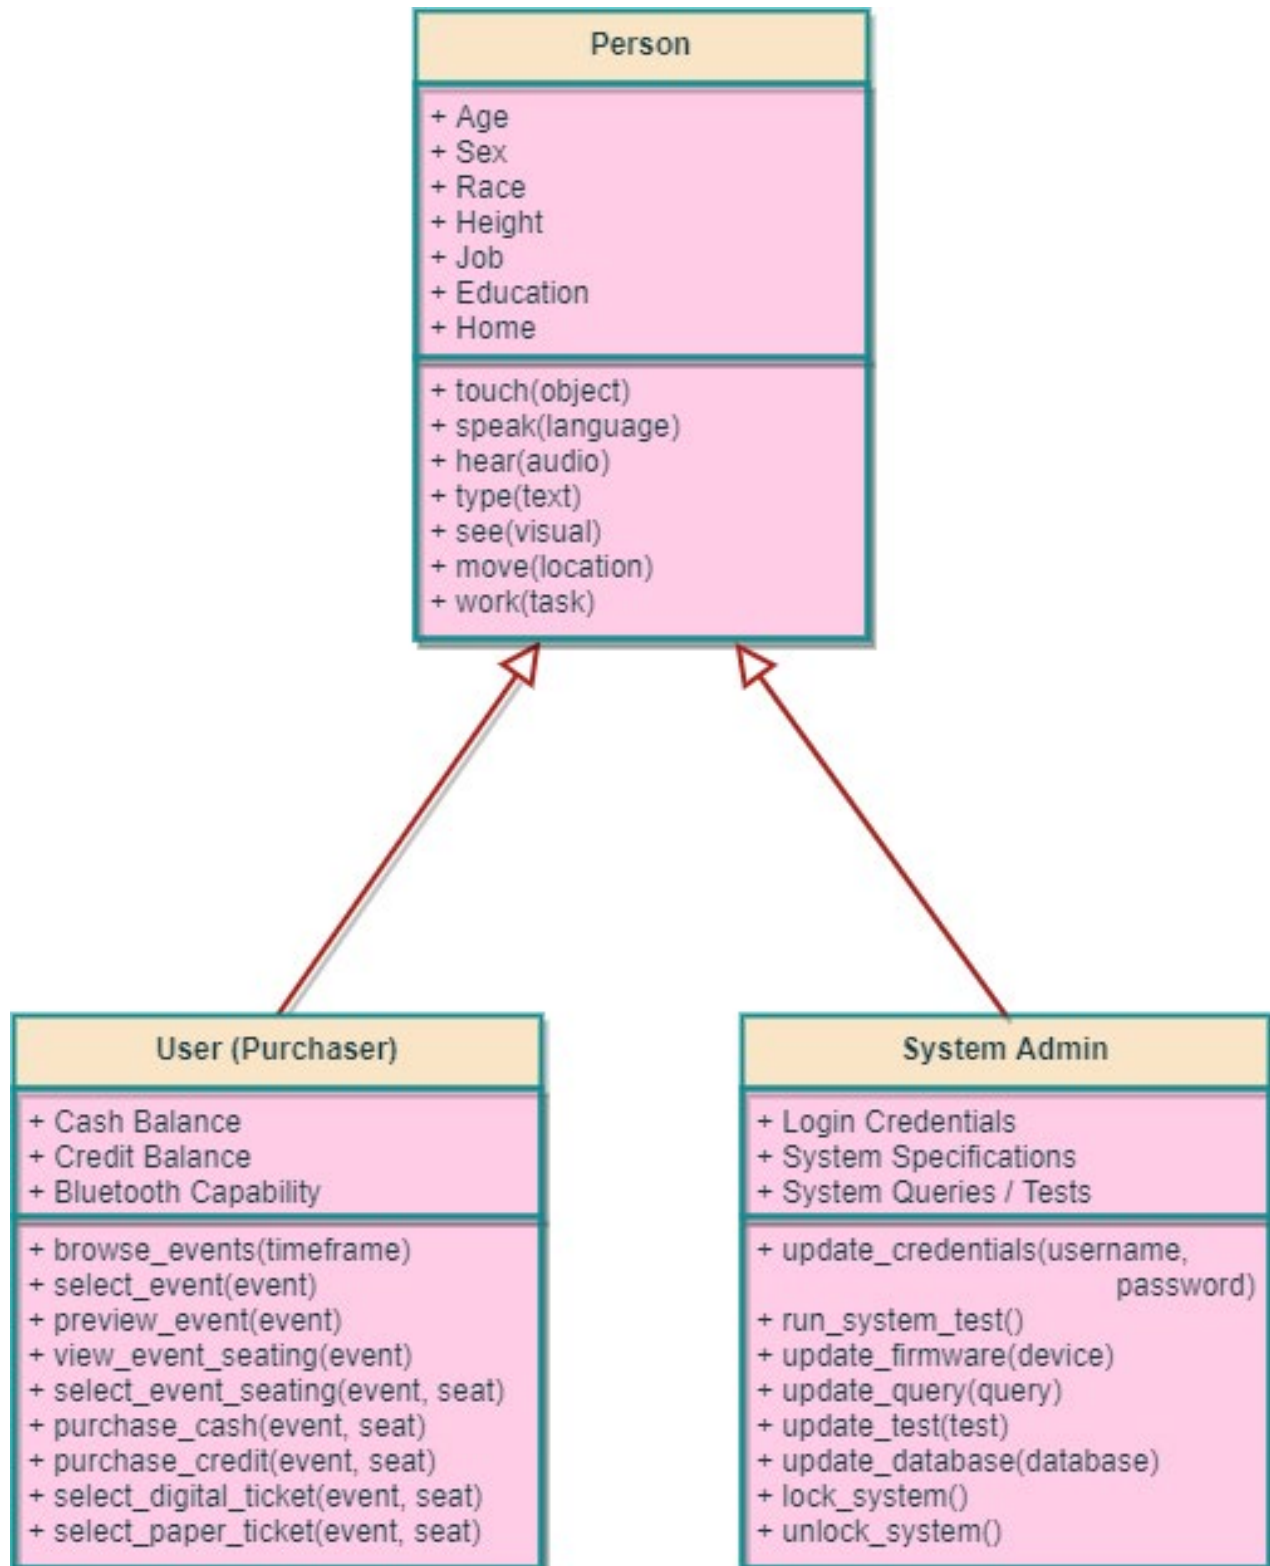 Person
+ Age
+ Sex
+ Race
+ Height
+ Job
+ Education
+ Home
+ touch(object)
+ speak(language)
+ hear(audio)
+ type(text)
+ see(visual)
+ move(location)
+ work(task)
User (Purchaser)
+ Cash Balance
+ Credit Balance
+ Bluetooth Capability
+ browse_events(timeframe)
+ select_event(event)
+ preview_event(event)
+ view_event_seating(event)
+ select_event_seating(event, seat)
+ purchase_cash(event, seat)
+ purchase_credit(event, seat)
+ select_digital_ticket(event, seat)
+ select_paper_ticket(event, seat)
System Admin
+ Login Credentials
+ System Specifications
+ System Queries / Tests
+ update_credentials(username,
password)
+ run_system_test()
+ update_firmware(device)
+ update_query(query)
+ update_test(test)
+ update_database(database)
+ lock_system()
+ unlock_system()